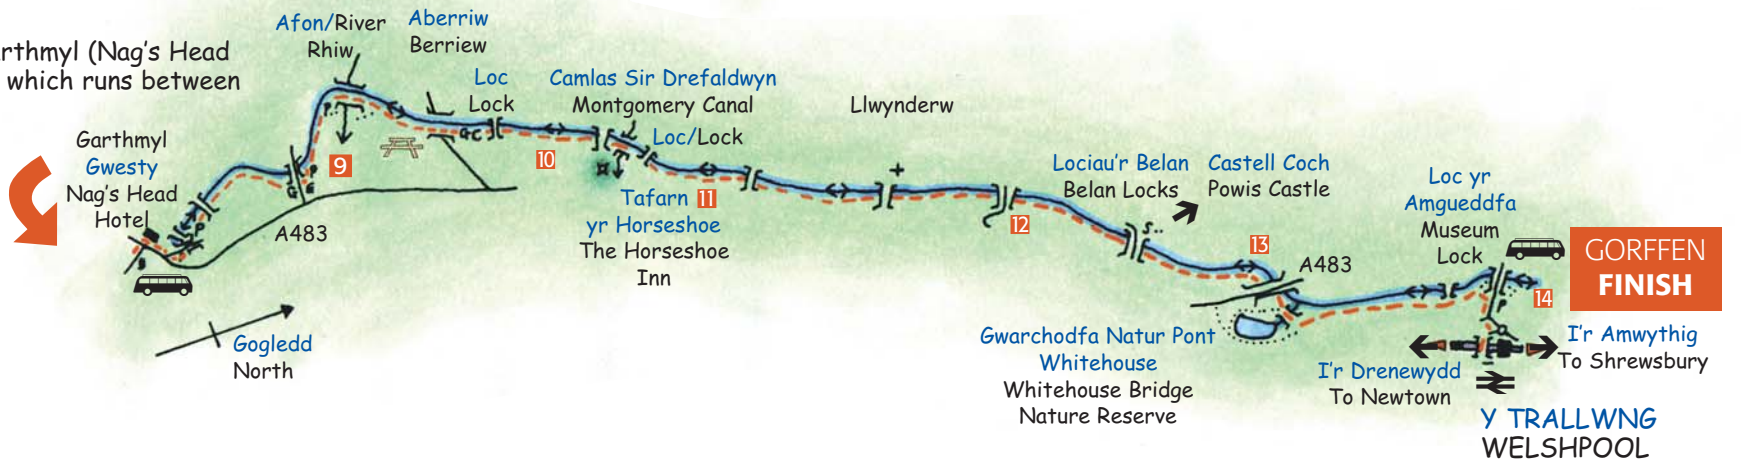 arthmyl (Nag's Head
which runs between
Garthmyl
Gwesty
Nag's Head
Hotel
A483
Gogledd
North
Afon/River
Rhiw
9
Aberriw
Berriew
Loc
Lock
10
Camlas Sir Drefaldwyn
Montgomery Canal
Loc/Lock
Tafarn 11
yr Horseshoe
The Horseshoe
Inn
Llwynderw
12
Lociau'r Belan
Belan Locks
Castell Coch
Powis Castle
13
A483
Gwarchodfa Natur Pont
Whitehouse
Whitehouse Bridge
Nature Reserve
Loc yr
Amgueddfa
Museum
Lock
14
GORFFEN
FINISH
I'r Drenewydd
To Newtown
I'r Amwythig
To Shrewsbury
Y TRALLWNG
WELSHPOOL